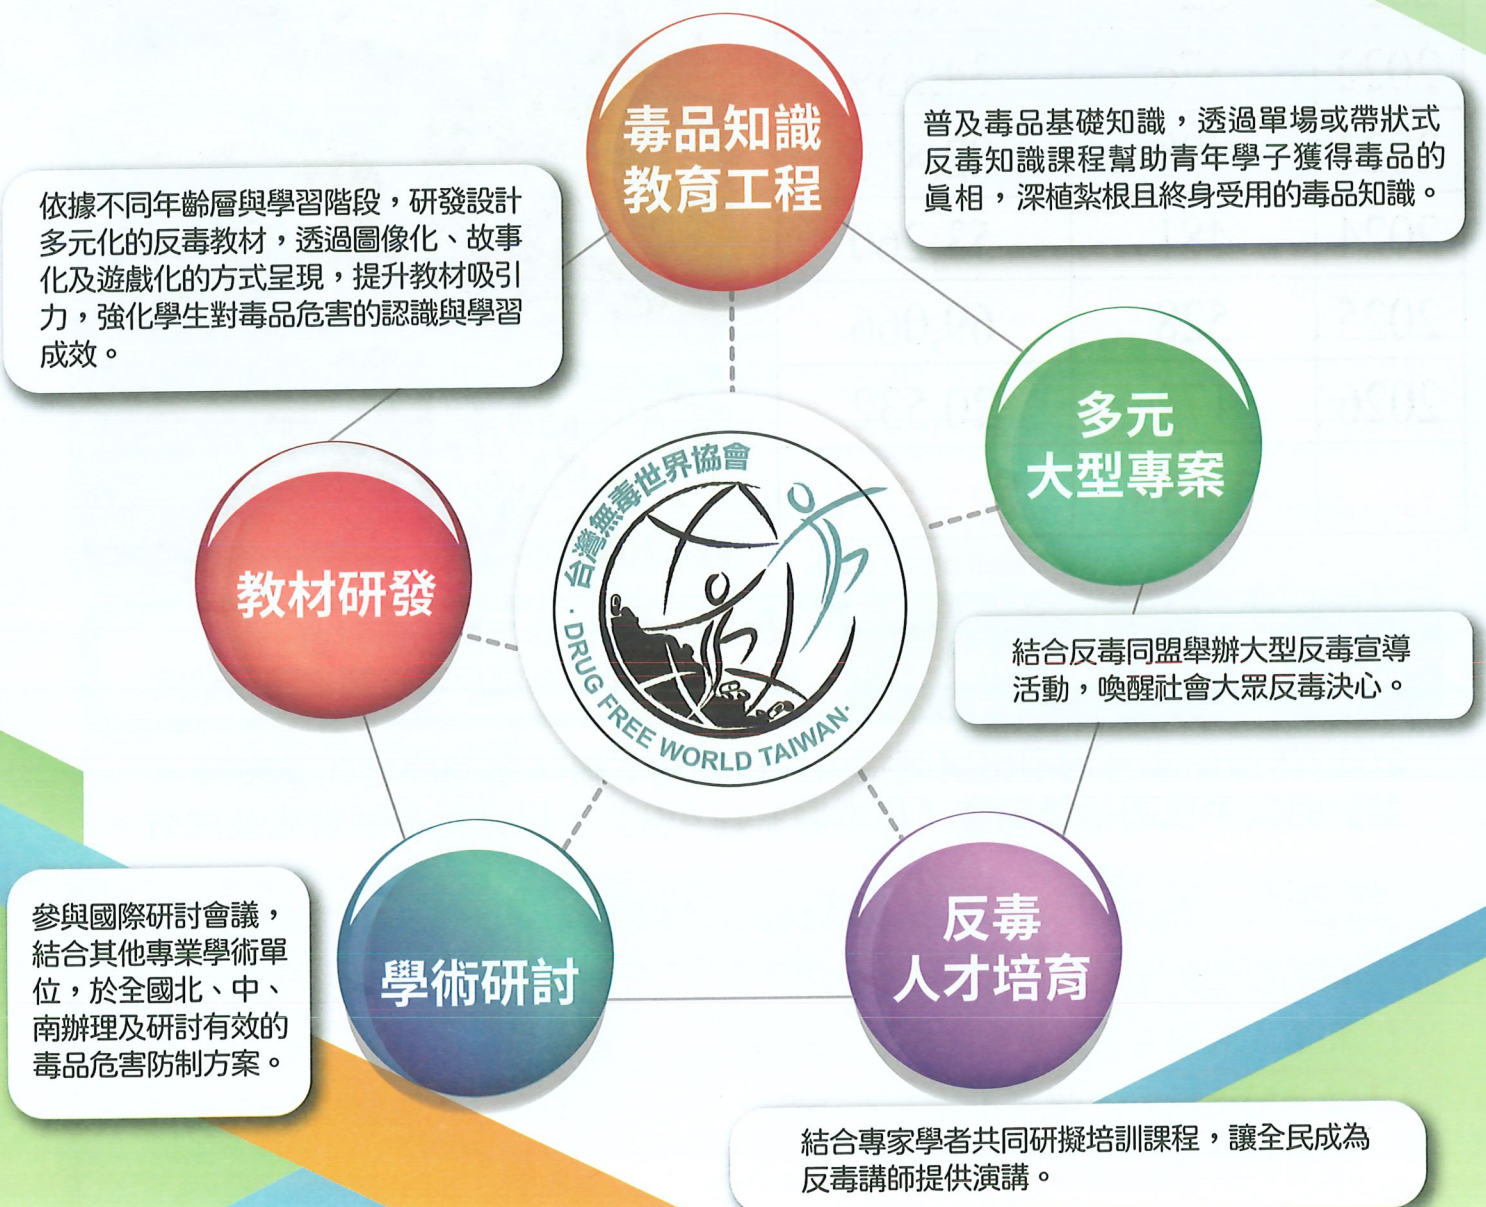 毒品知識
教育工程
普及毒品基礎知識，透過單場或帶狀式
反毒知識課程幫助青年學子獲得毒品的
眞相，深植紮根且終身受用的毒品知識。
依據不同年齡層與學習階段，研發設計
多元化的反毒教材，透過圖像化、故事
化及遊戲化的方式呈現，提升教材吸引
力，強化學生對毒品危害的認識與學習
成效。
多元
大型專案
教材研發
台灣無毒世界協會
· DRUG FREE WORLD TAIWAN·
結合反毒同盟舉辦大型反毒宣導
活動，喚醒社會大眾反毒決心。
參與國際研討會議，
結合其他專業學術單
位，於全國北、中、
南辦理及研討有效的
毒品危害防制方案。
學術研討
反毒
人才培育
結合專家學者共同研擬培訓課程，讓全民成為
反毒講師提供演講。